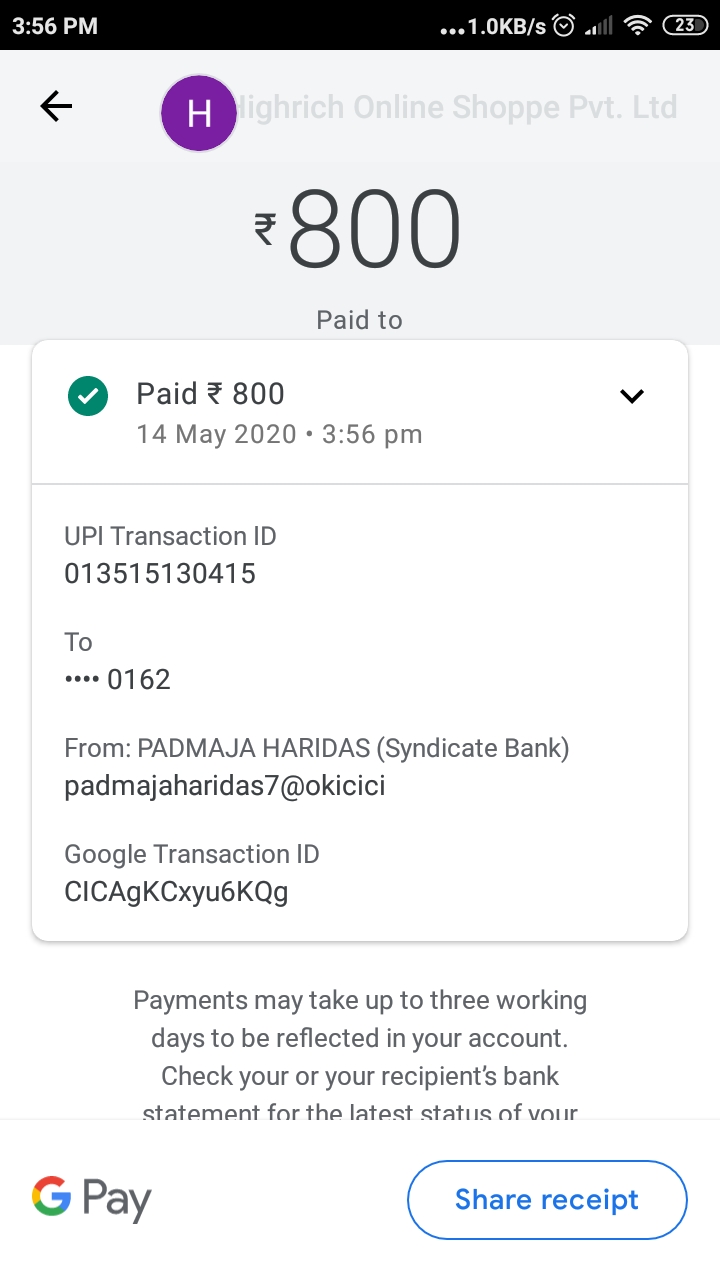 3:56 PM
...1.0KB/s
23
H
Highrich Online Shoppe Pvt. Ltd
₹800
Paid to
Paid ₹ 800
14 May 2020 • 3:56 pm
UPI Transaction ID
013515130415
To
•••• 0162
From: PADMAJA HARIDAS (Syndicate Bank)
padmajaharidas7@okicici
Google Transaction ID
CICAgKCxyu6KQg
Payments may take up to three working
days to be reflected in your account.
Check your or your recipient's bank
statement for the latest status of your
G Pay
Share receipt